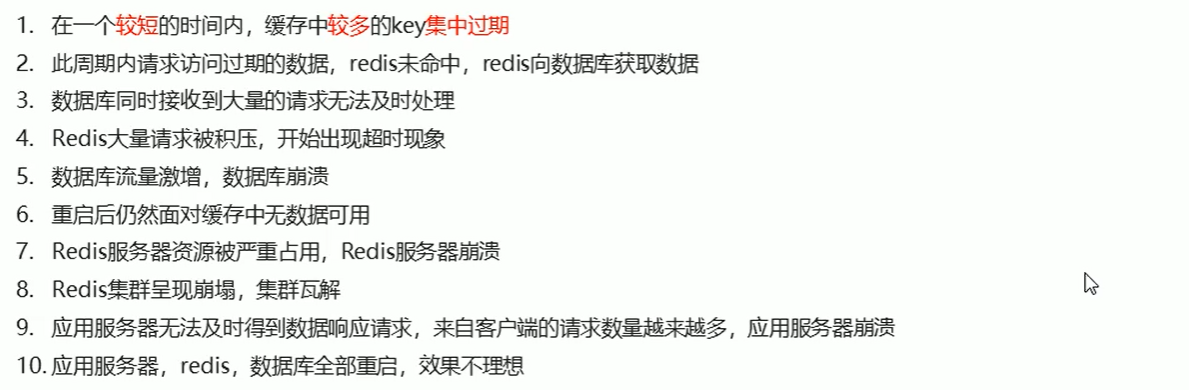 1. 在一个较短的时间内，缓存中较多的key集中过期
2. 此周期内请求访问过期的数据，redis未命中，redis向数据库获取数据
3. 数据库同时接收到大量的请求无法及时处理
4. Redis大量请求被积压，开始出现超时现象
5. 数据库流量激增，数据库崩溃
6. 重启后仍然面对缓存中无数据可用
7. Redis服务器资源被严重占用，Redis服务器崩溃
8. Redis集群呈现崩塌，集群瓦解
9. 应用服务器无法及时得到数据响应请求，来自客户端的请求数量越来越多，应用服务器崩溃
10. 应用服务器，redis，数据库全部重启，效果不理想